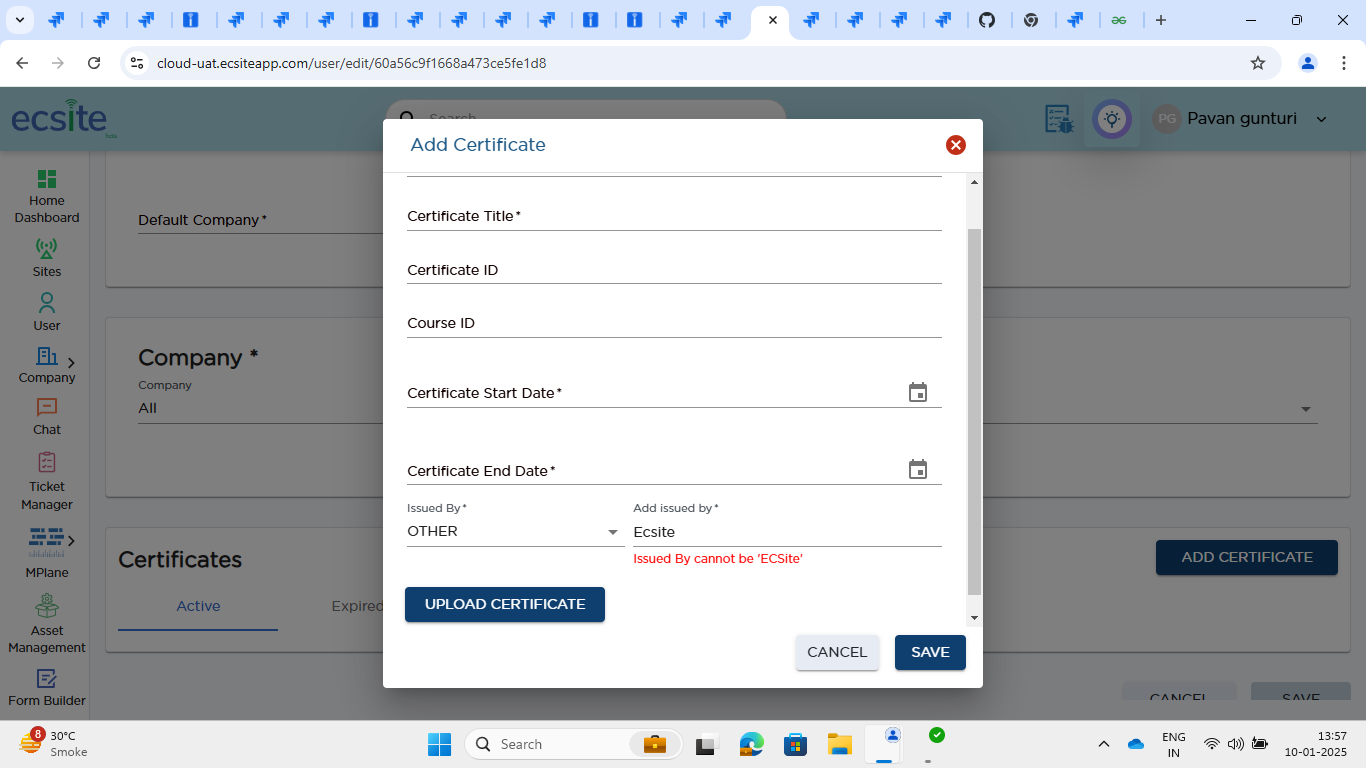 cloud-uat.ecsiteapp.com/user/edit/60a56c9f1668a473ce5fe1d8
ecsite
beta
Search
PG Pavan gunturi
Add Certificate
Home
Dashboard
Sites
User
Company
Chat
Ticket
Manager
MPlane
Asset
Management
Form Builder
Default Company*
Company *
Company
All
Certificates
ADD CERTIFICATE
Active
Expired
CANCEL
SAVE
Certificate Title*
Certificate ID
Course ID
Certificate Start Date*
Certificate End Date*
Issued By*
Add issued by*
OTHER
Ecsite
Issued By cannot be 'ECSite'
UPLOAD CERTIFICATE
CANCEL
SAVE
8
30°C
Smoke
Search
ENG
IN
13:57
10-01-2025